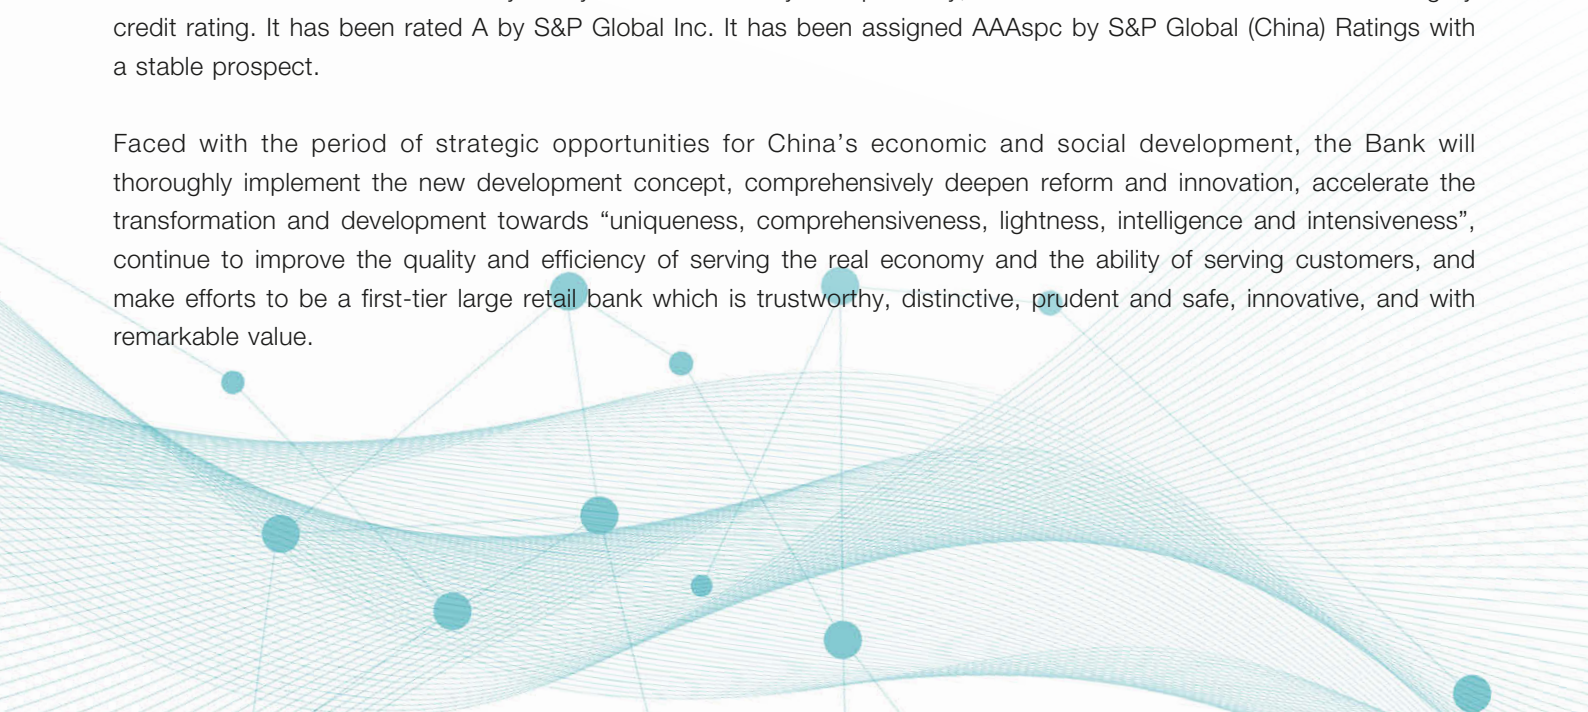 credit rating. It has been rated A by S&P Global Inc. It has been assigned AAAspc by S&P Global (China) Ratings with
a stable prospect.
Faced with the period of strategic opportunities for China’s economic and social development, the Bank will
thoroughly implement the new development concept, comprehensively deepen reform and innovation, accelerate the
transformation and development towards “uniqueness, comprehensiveness, lightness, intelligence and intensiveness”,
continue to improve the quality and efficiency of serving the real economy and the ability of serving customers, and
make efforts to be a first-tier large retail bank which is trustworthy, distinctive, prudent and safe, innovative, and with
remarkable value.